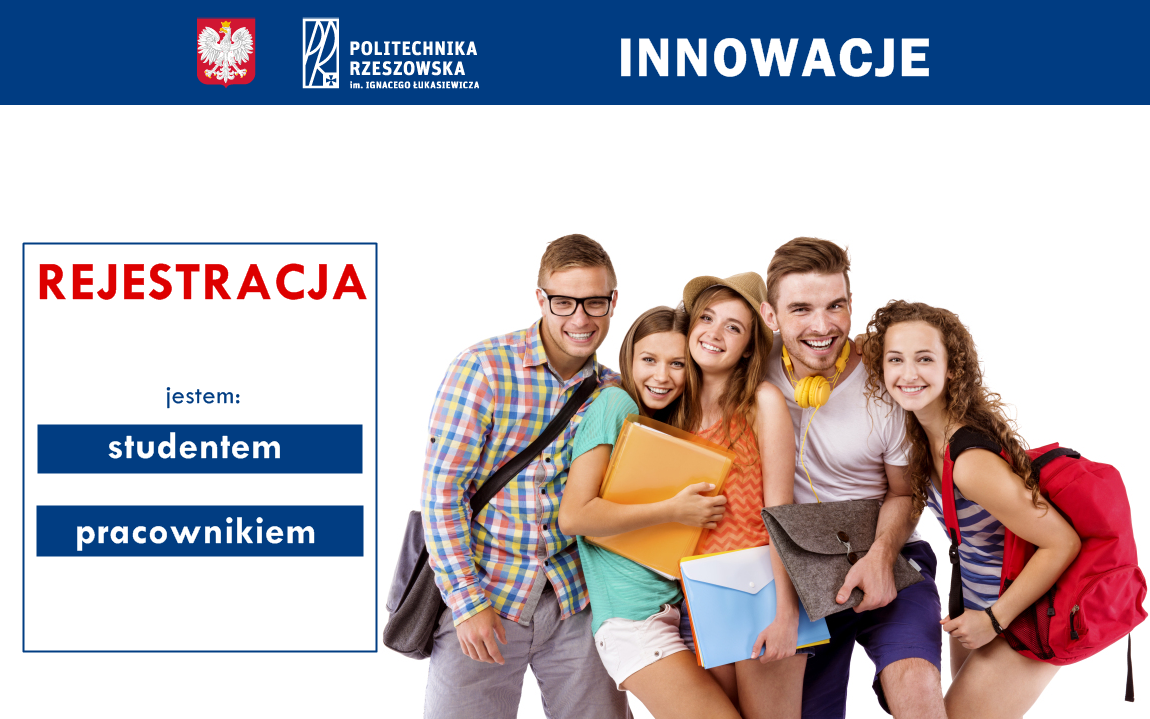 POLITECHNIKA
RZESZOWSKA
im. IGNACEGO ŁUKASIEWICZA
INNOWACJE
REJESTRACJA
jestem:
studentem
pracownikiem